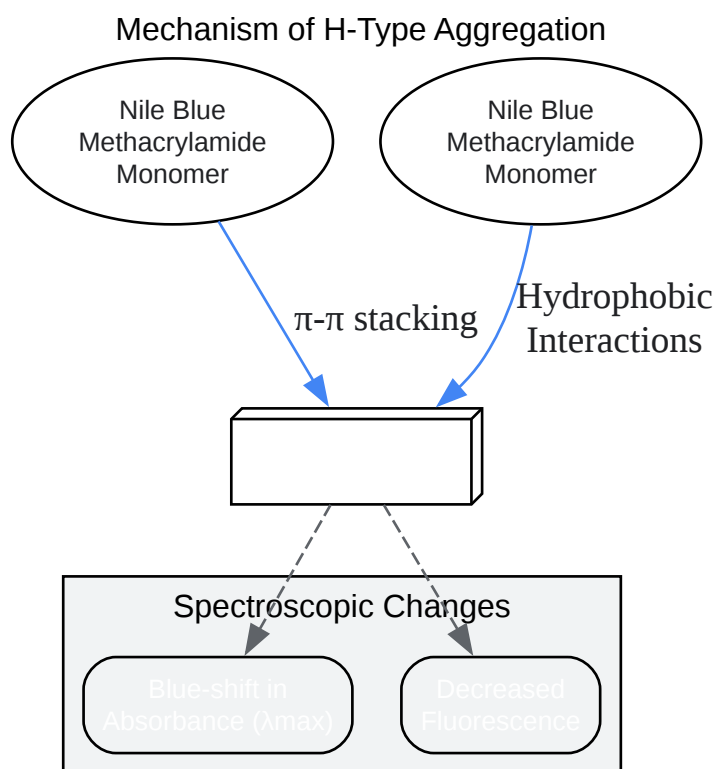 Mechanism of H-Type Aggregation
Nile Blue
Methacrylamide
Monomer
Nile Blue
Methacrylamide
Monomer
π-π stacking
Hydrophobic
Interactions
Spectroscopic Changes
Blue-shift in
Absorbance (λmax)
Decreased
Fluorescence